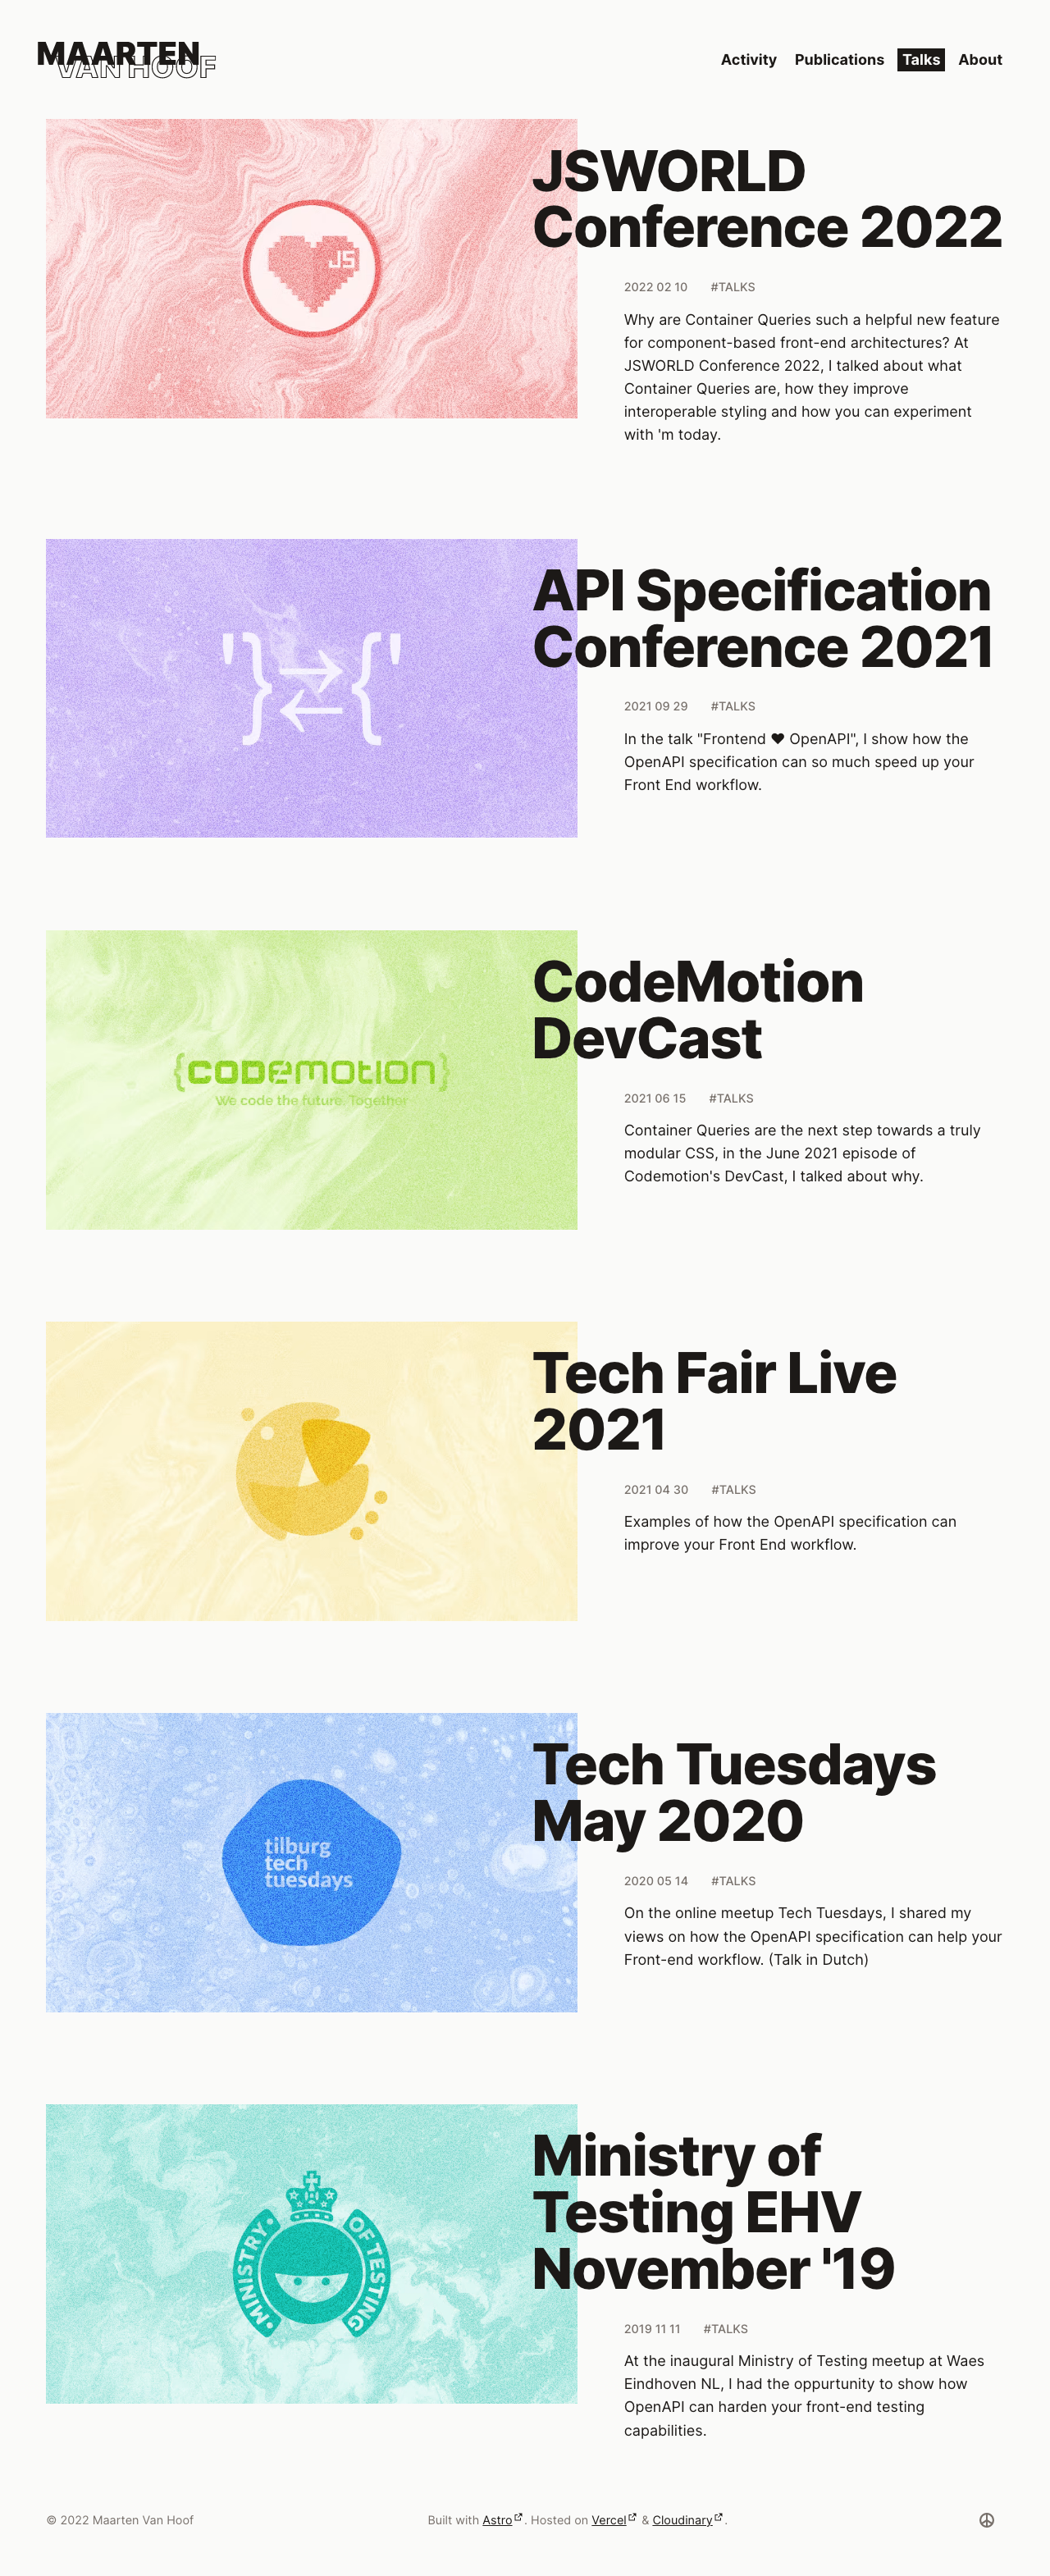 MAARTEN
VAN HOOF
Activity Publications Talks About
JS
JSWORLD
Conference 2022
2022 02 10 #TALKS
Why are Container Queries such a helpful new feature
for component-based front-end architectures? At
JSWORLD Conference 2022, I talked about what
Container Queries are, how they improve
interoperable styling and how you can experiment
with 'm today.
'}{'
API Specification
Conference 2021
2021 09 29 #TALKS
In the talk "Frontend ♥ OpenAPI", I show how the
OpenAPI specification can so much speed up your
Front End workflow.
{codemotion}
We code the future. Together
CodeMotion
DevCast
2021 06 15 #TALKS
Container Queries are the next step towards a truly
modular CSS, in the June 2021 episode of
Codemotion's DevCast, I talked about why.
Tech Fair Live
2021
2021 04 30 #TALKS
Examples of how the OpenAPI specification can
improve your Front End workflow.
tilburg
tech
tuesdays
Tech Tuesdays
May 2020
2020 05 14 #TALKS
On the online meetup Tech Tuesdays, I shared my
views on how the OpenAPI specification can help your
Front-end workflow. (Talk in Dutch)
• MINISTRY • OF TESTING
Ministry of
Testing EHV
November '19
2019 11 11 #TALKS
At the inaugural Ministry of Testing meetup at Waes
Eindhoven NL, I had the oppurtunity to show how
OpenAPI can harden your front-end testing
capabilities.
© 2022 Maarten Van Hoof
Built with Astro. Hosted on Vercel & Cloudinary.